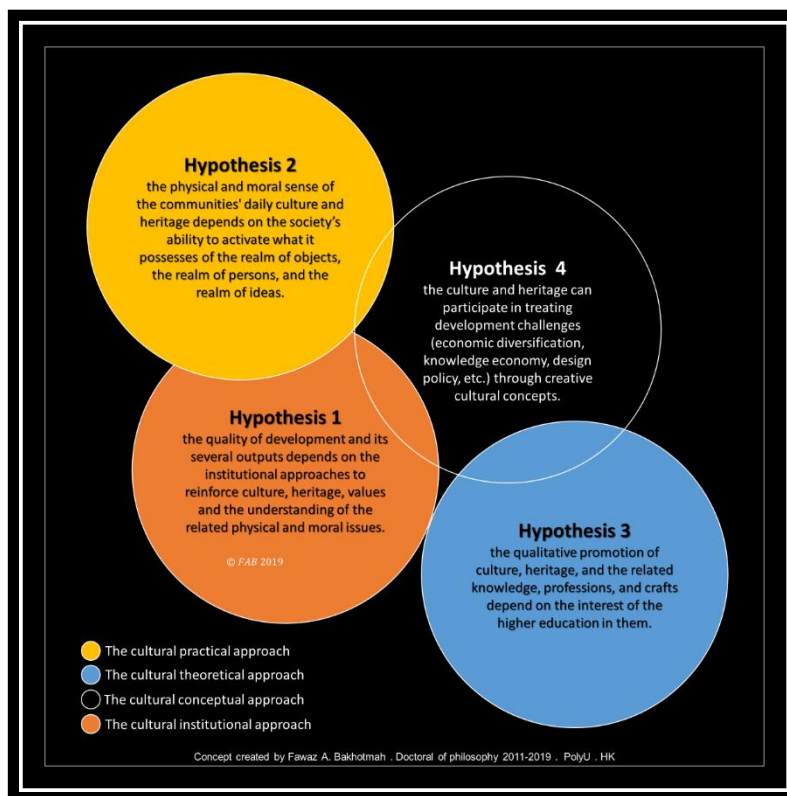 Hypothesis 2
the physical and moral sense of
the communities' daily culture and
heritage depends on the society's
ability to activate what it
possesses of the realm of objects,
the realm of persons, and the
realm of ideas.
Hypothesis 4
the culture and heritage can
participate in treating
development challenges
(economic diversification,
knowledge economy, design
policy, etc.) through creative
cultural concepts.
Hypothesis 1
the quality of development and its
several outputs depends on the
institutional approaches to
reinforce culture, heritage, values
and the understanding of the
related physical and moral issues.
© FAB 2019
Hypothesis 3
the qualitative promotion of
culture, heritage, and the related
knowledge, professions, and crafts
depend on the interest of the
higher education in them.
The cultural practical approach
The cultural theoretical approach
The cultural conceptual approach
The cultural institutional approach
Concept created by Fawaz A. Bakhotmah . Doctoral of philosophy 2011-2019 . PolyU . HK